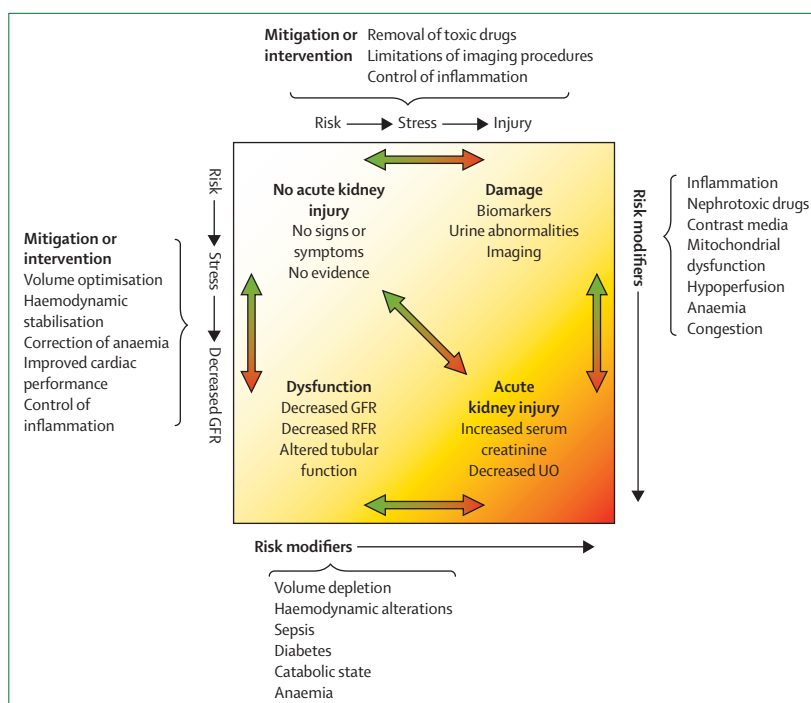 Mitigation or
intervention
Removal of toxic drugs
Limitations of imaging procedures
Control of inflammation
Risk
Stress
Injury
Risk
Stress
Decreased GFR
Mitigation or
intervention
Volume optimisation
Haemodynamic
stabilisation
Correction of anaemia
Improved cardiac
performance
Control of
inflammation
No acute kidney
injury
No signs or
symptoms
No evidence
Damage
Biomarkers
Urine abnormalities
Imaging
Dysfunction
Decreased GFR
Decreased RFR
Altered tubular
function
Acute
kidney injury
Increased serum
creatinine
Decreased UO
Risk modifiers
Inflammation
Nephrotoxic drugs
Contrast media
Mitochondrial
dysfunction
Hypoperfusion
Anaemia
Congestion
Risk modifiers
Volume depletion
Haemodynamic alterations
Sepsis
Diabetes
Catabolic state
Anaemia